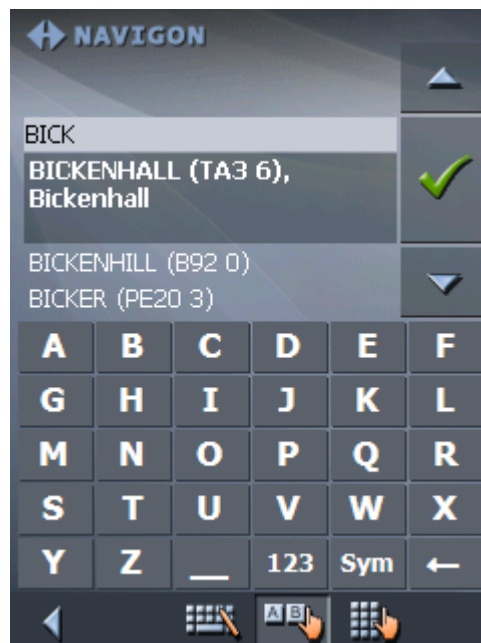 NAVIGON
BICK
BICKENHALL (TA3 6),
Bickenhall
BICKENHILL (B92 0)
BICKER (PE20 3)
A B C D E F
G H I J K L
M N O P Q R
S T U V W X
Y Z _ 123 Sym ←
A B